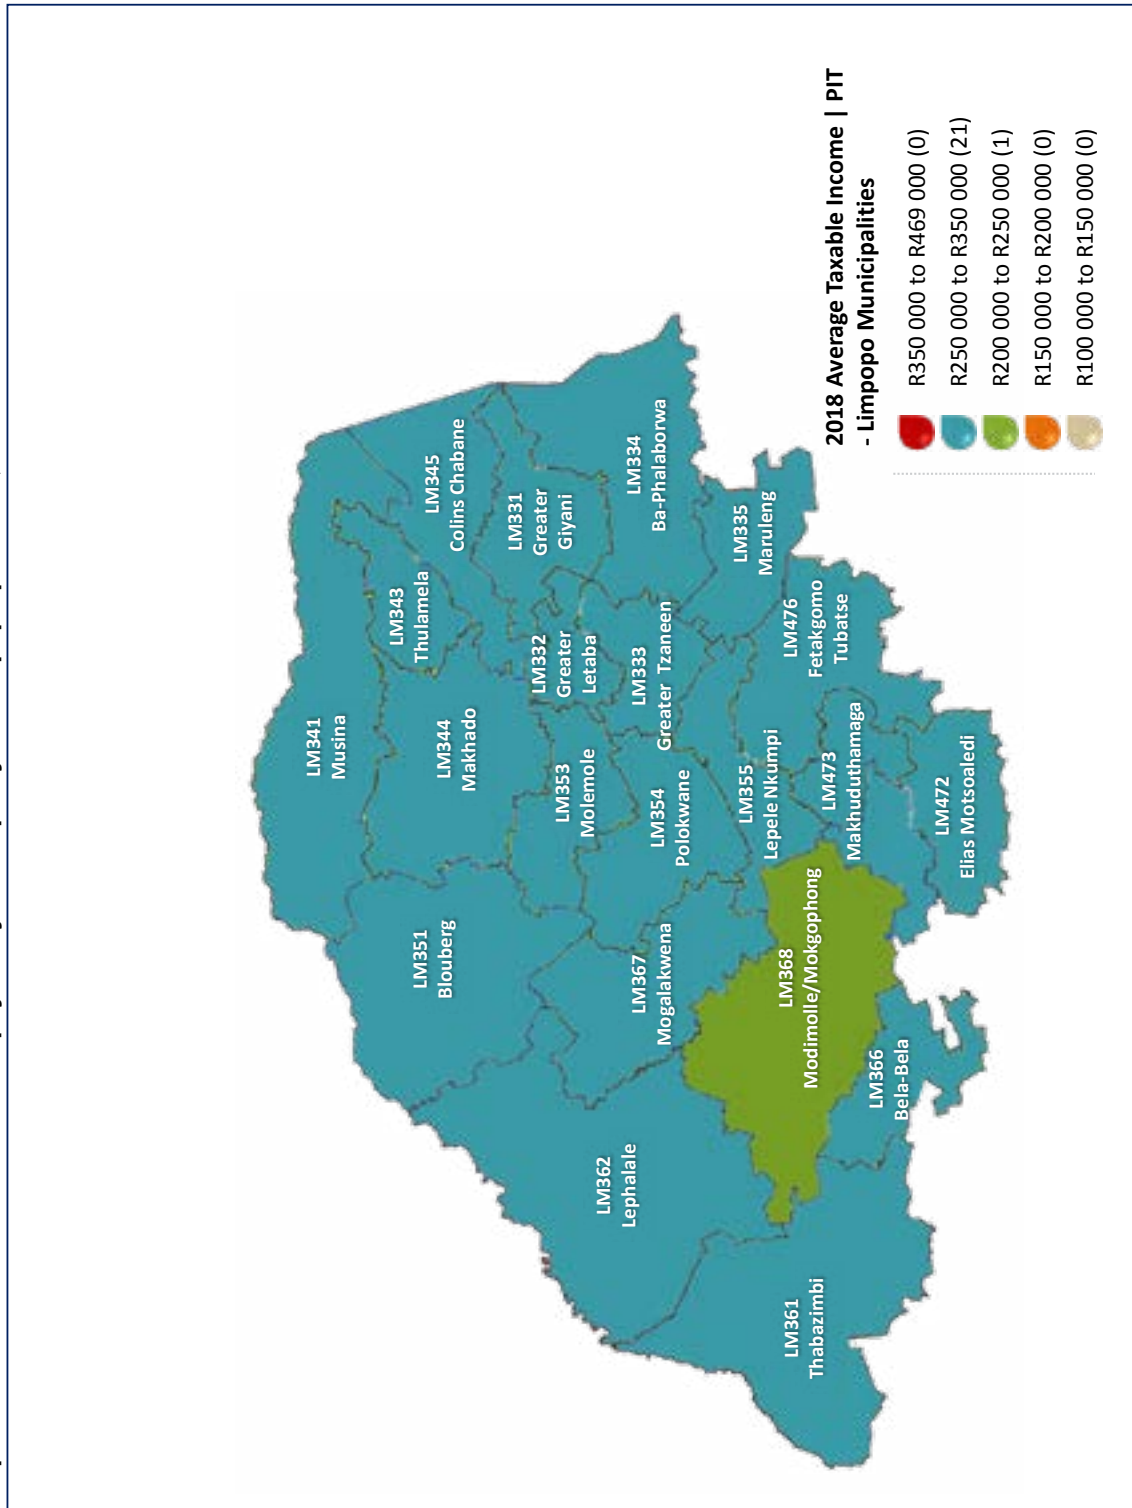 2018 Average Taxable Income | PIT
- Limpopo Municipalities
R350 000 to R469 000 (0)
R250 000 to R350 000 (21)
R200 000 to R250 000 (1)
R150 000 to R200 000 (0)
R100 000 to R150 000 (0)
LM341
Musina
LM343
Thulamela
LM345
Colins Chabane
LM344
Makhado
LM351
Blouberg
LM331
Greater
Giyani
LM332
Greater
Letaba
LM353
Molemole
LM334
Ba-Phalaborwa
LM333
Greater Tzaneen
LM354
Polokwane
LM367
Mogalakwena
LM362
Lephalale
LM335
Maruleng
LM355
Lepele Nkumpi
LM476
Fetakgomo
Tubatse
LM473
Makhuduthamaga
LM368
Modimolle/Mokgophong
LM361
Thabazimbi
LM366
Bela-Bela
LM472
Elias Motsoaledi